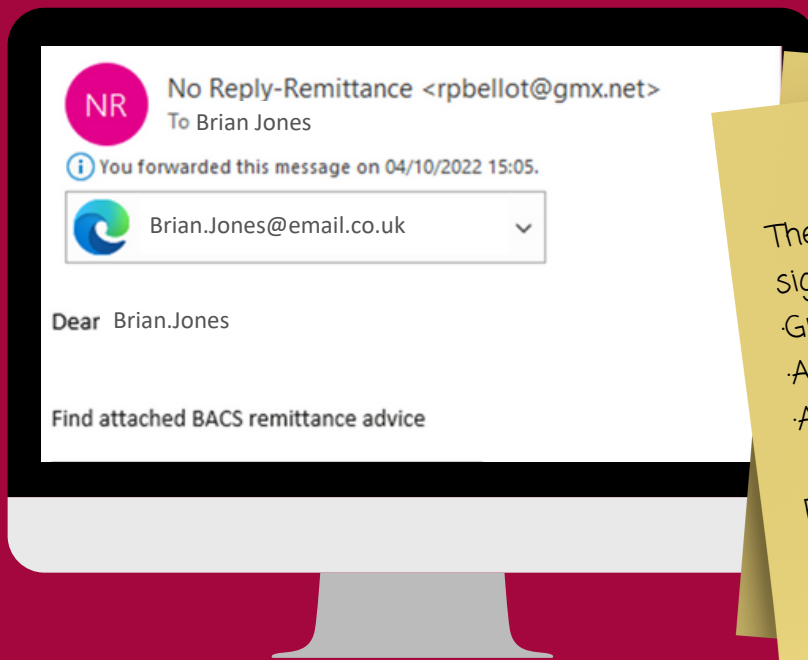 NR
No Reply-Remittance <rpbellot@gmx.net>
To Brian Jones
You forwarded this message on 04/10/2022 15:05.
Brian.Jones@email.co.uk
Dear Brian.Jones
Find attached BACS remittance advice